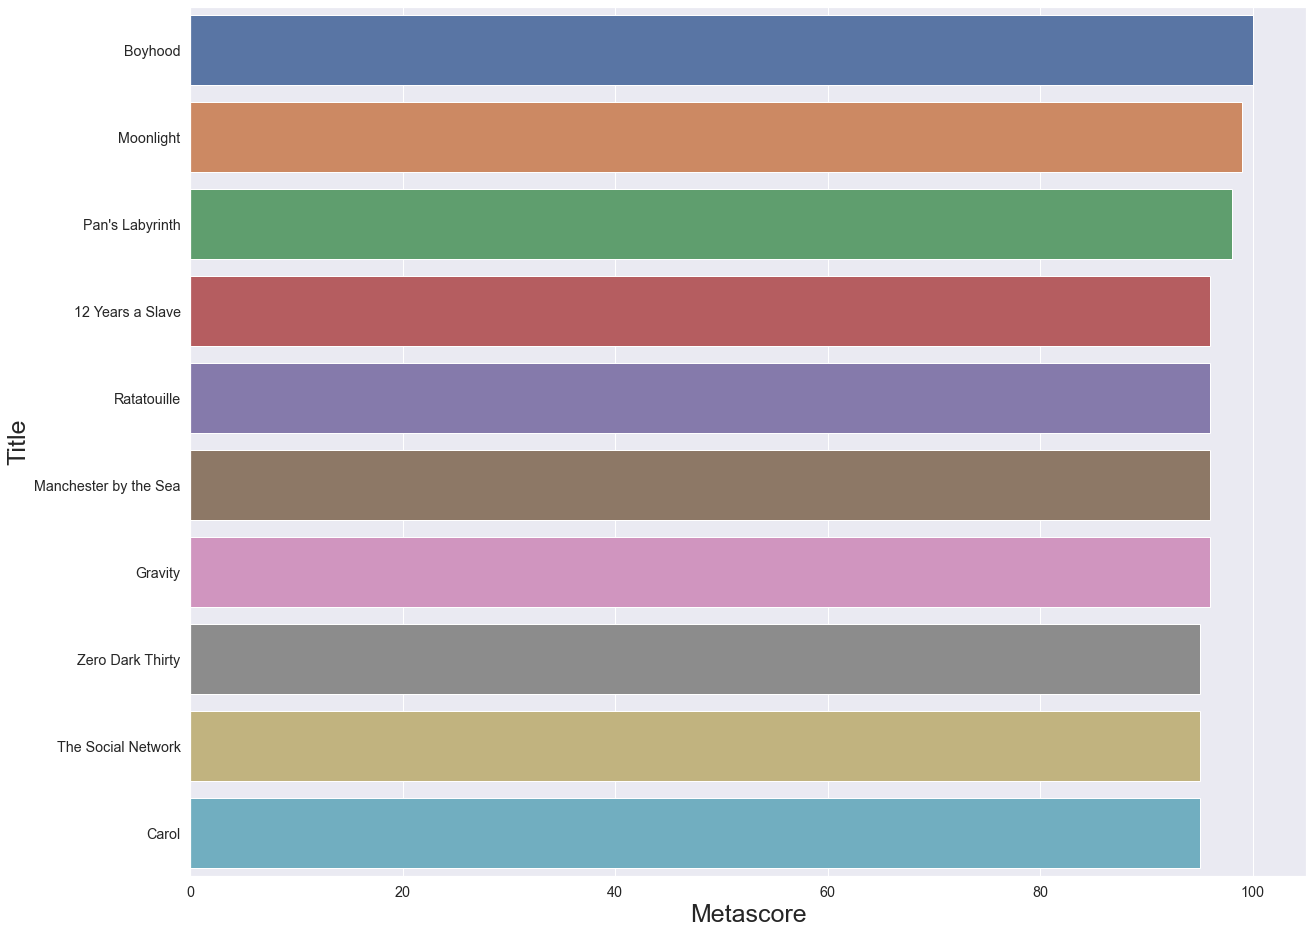 Boyhood
Moonlight
Pan's Labyrinth
12 Years a Slave
Ratatouille
Manchester by the Sea
Gravity
Zero Dark Thirty
The Social Network
Carol
Title
0 20 40 60 80 100
Metascore